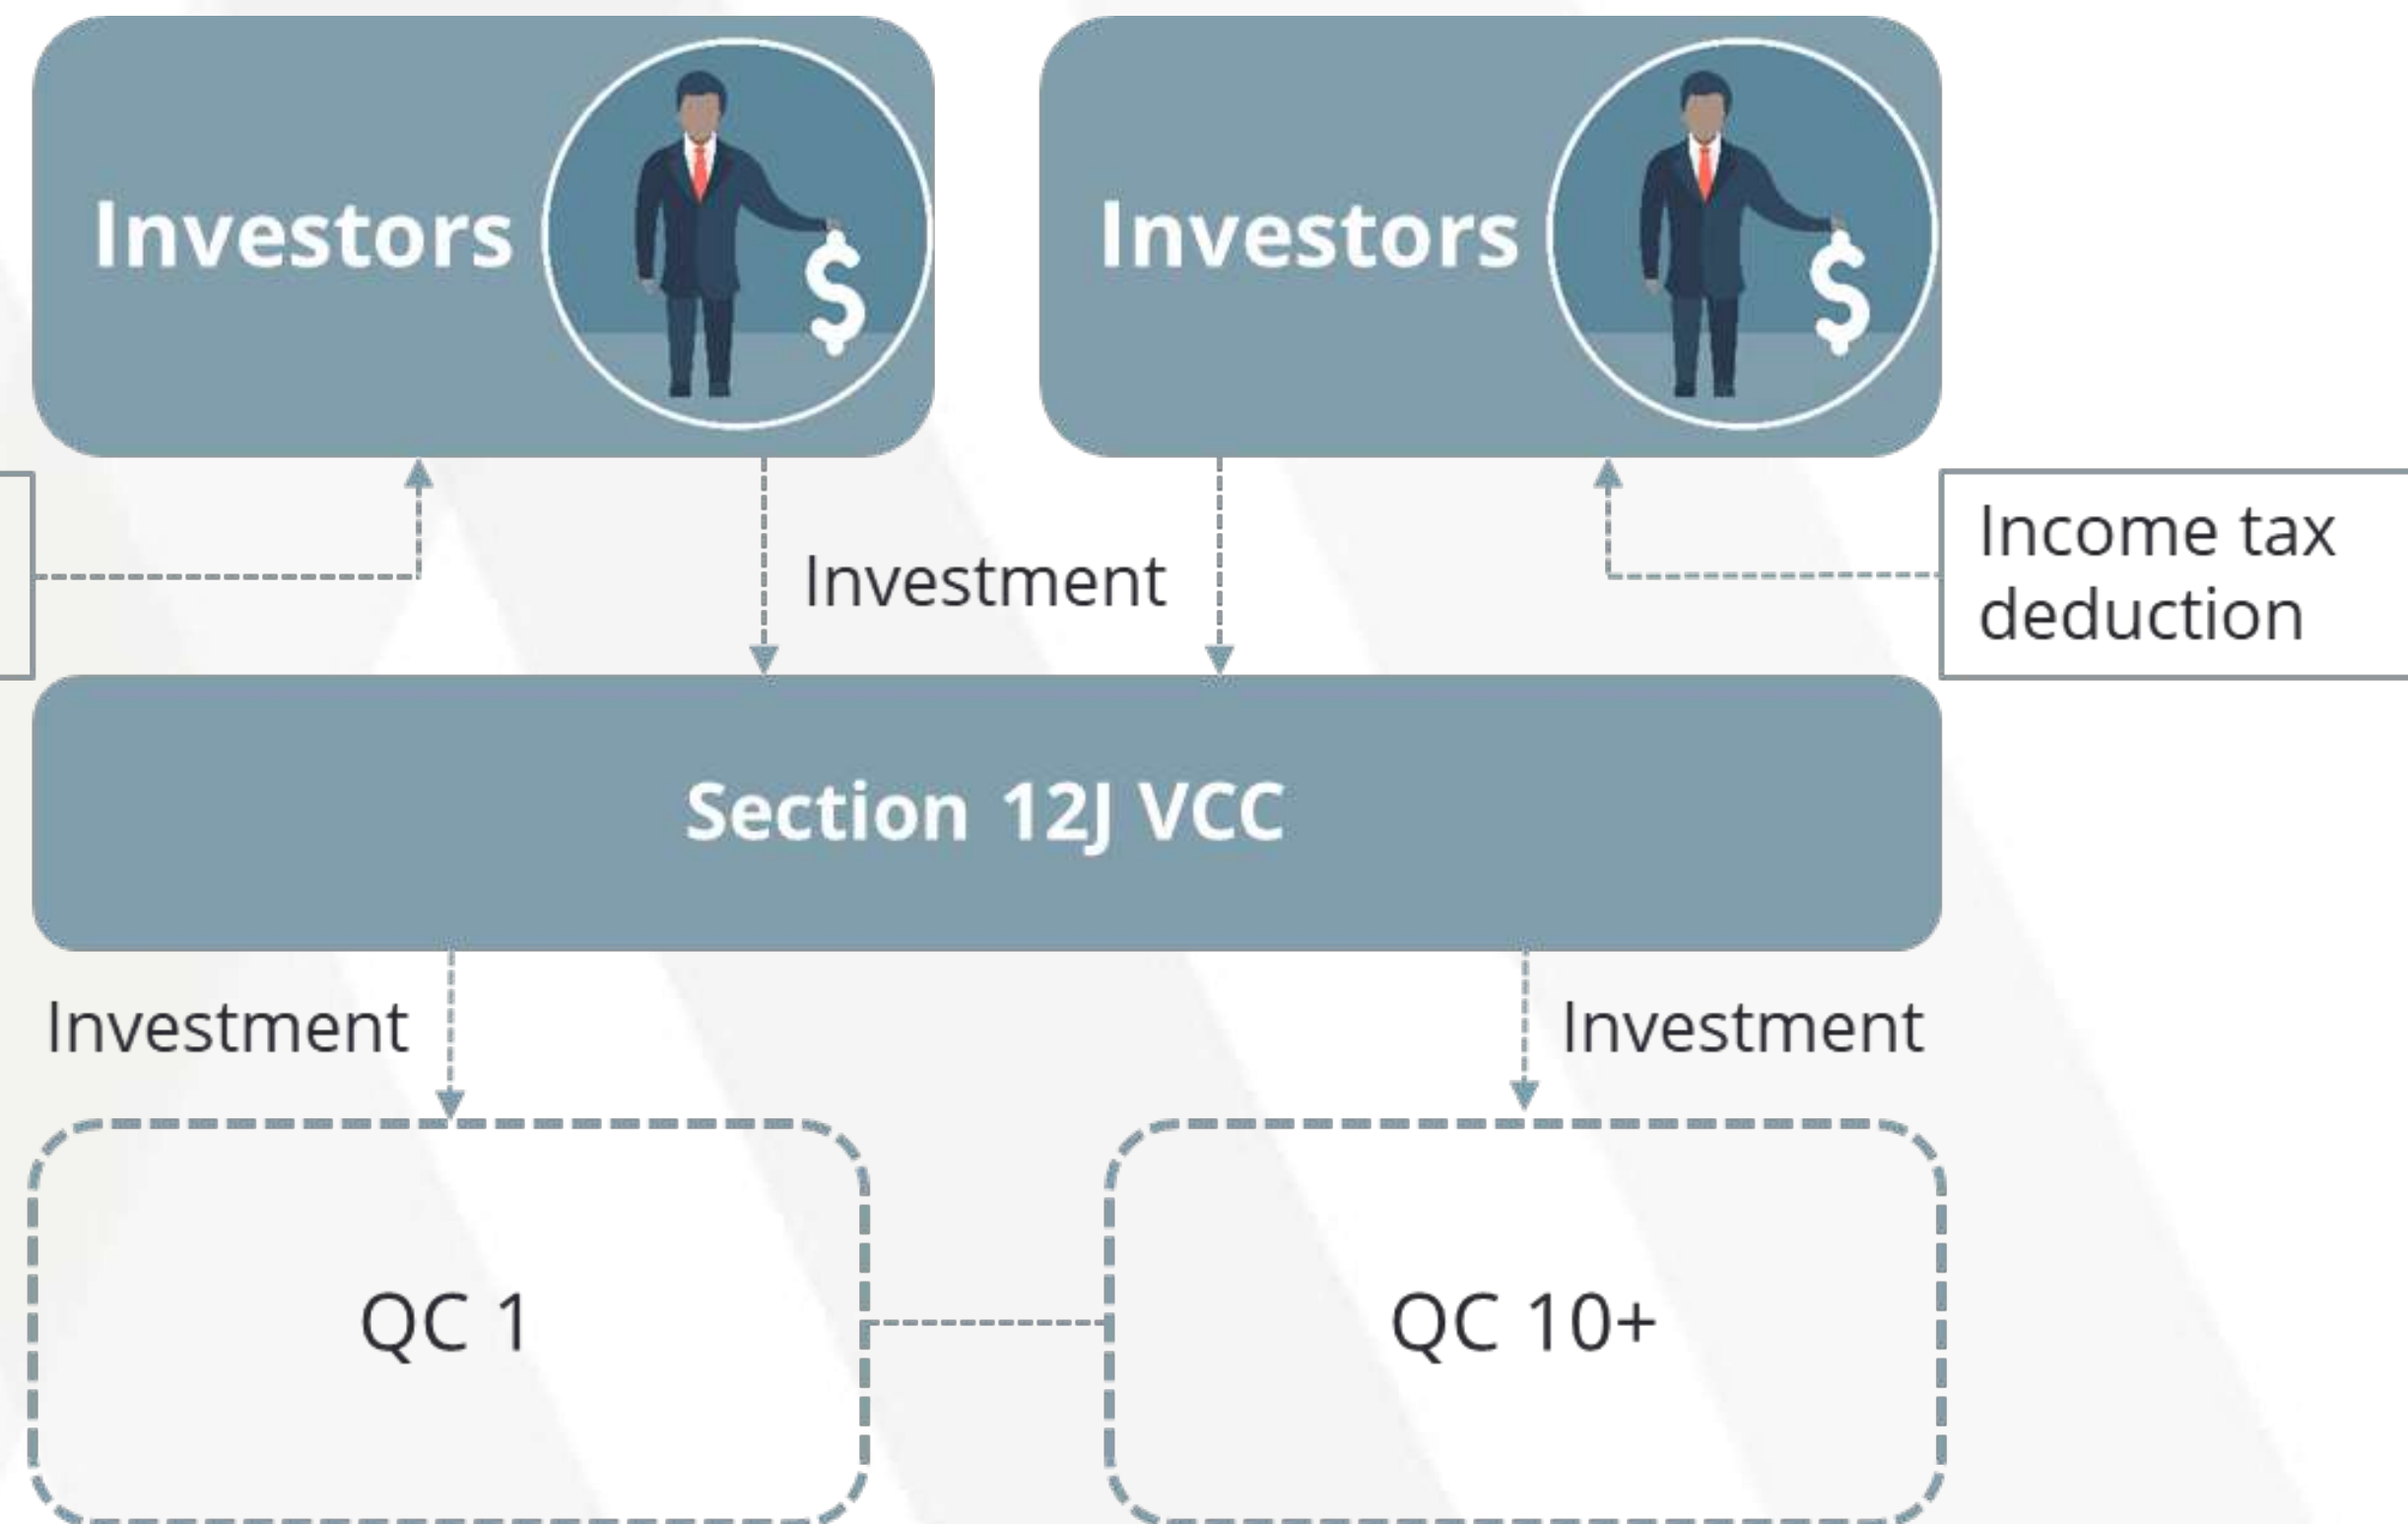 Investors
Investors
Investment
Income tax
deduction
Section 12J VCC
Investment
Investment
QC 1
QC 10+